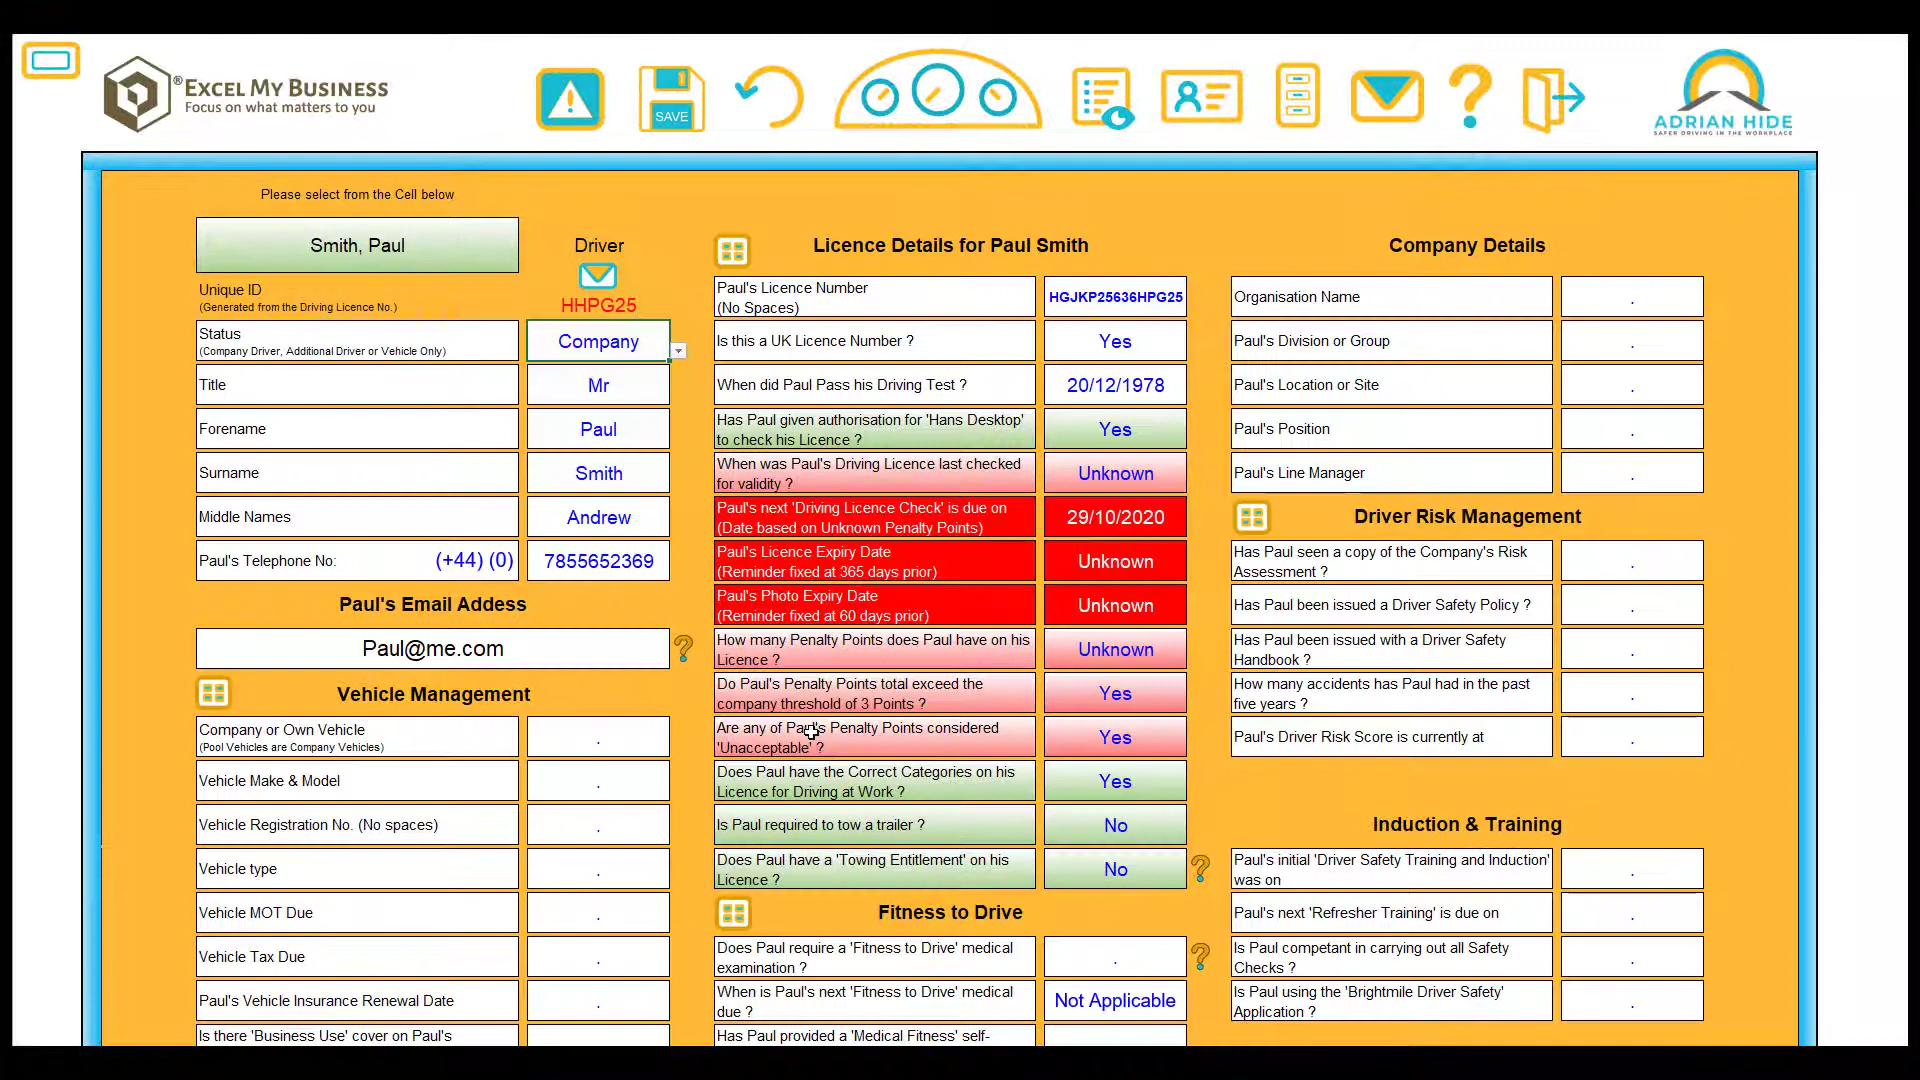 ®EXCEL MY BUSINESS
Focus on what matters to you
SAVE
ADRIAN HIDE
SAFER DRIVING IN THE WORKPLACE
Please select from the Cell below
Smith, Paul
Driver
Unique ID
(Generated from the Driving Licence No.)
HHPG25
Status
(Company Driver, Additional Driver or Vehicle Only)
Company
Title
Mr
Forename
Paul
Surname
Smith
Middle Names
Andrew
Paul's Telephone No:
(+44) (0)
7855652369
Paul's Email Addess
Paul@me.com
?
Vehicle Management
Company or Own Vehicle
(Pool Vehicles are Company Vehicles)
.
Vehicle Make & Model
.
Vehicle Registration No. (No spaces)
.
Vehicle type
.
Vehicle MOT Due
.
Vehicle Tax Due
.
Paul's Vehicle Insurance Renewal Date
.
Is there 'Business Use' cover on Paul's
Licence Details for Paul Smith
Paul's Licence Number
(No Spaces)
HGJKP25636HPG25
Is this a UK Licence Number ?
Yes
When did Paul Pass his Driving Test ?
20/12/1978
Has Paul given authorisation for 'Hans Desktop'
to check his Licence ?
Yes
When was Paul's Driving Licence last checked
for validity ?
Unknown
Paul's next 'Driving Licence Check' is due on
(Date based on Unknown Penalty Points)
29/10/2020
Paul's Licence Expiry Date
(Reminder fixed at 365 days prior)
Unknown
Paul's Photo Expiry Date
(Reminder fixed at 60 days prior)
Unknown
How many Penalty Points does Paul have on his
Licence ?
Unknown
Do Paul's Penalty Points total exceed the
company threshold of 3 Points ?
Yes
Are any of Paul's Penalty Points considered
'Unacceptable' ?
Yes
Does Paul have the Correct Categories on his
Licence for Driving at Work ?
Yes
Is Paul required to tow a trailer ?
No
Does Paul have a 'Towing Entitlement' on his
Licence ?
No
?
Fitness to Drive
Does Paul require a 'Fitness to Drive' medical
examination ?
.
?
When is Paul's next 'Fitness to Drive' medical
due ?
Not Applicable
Has Paul provided a 'Medical Fitness' self-
Company Details
Organisation Name
.
Paul's Division or Group
.
Paul's Location or Site
.
Paul's Position
.
Paul's Line Manager
.
Driver Risk Management
Has Paul seen a copy of the Company's Risk
Assessment ?
.
Has Paul been issued a Driver Safety Policy ?
.
Has Paul been issued with a Driver Safety
Handbook ?
.
How many accidents has Paul had in the past
five years ?
.
Paul's Driver Risk Score is currently at
.
Induction & Training
Paul's initial 'Driver Safety Training and Induction'
was on
.
Paul's next 'Refresher Training' is due on
.
Is Paul competent in carrying out all Safety
Checks ?
.
Is Paul using the 'Brightmile Driver Safety'
Application ?
.